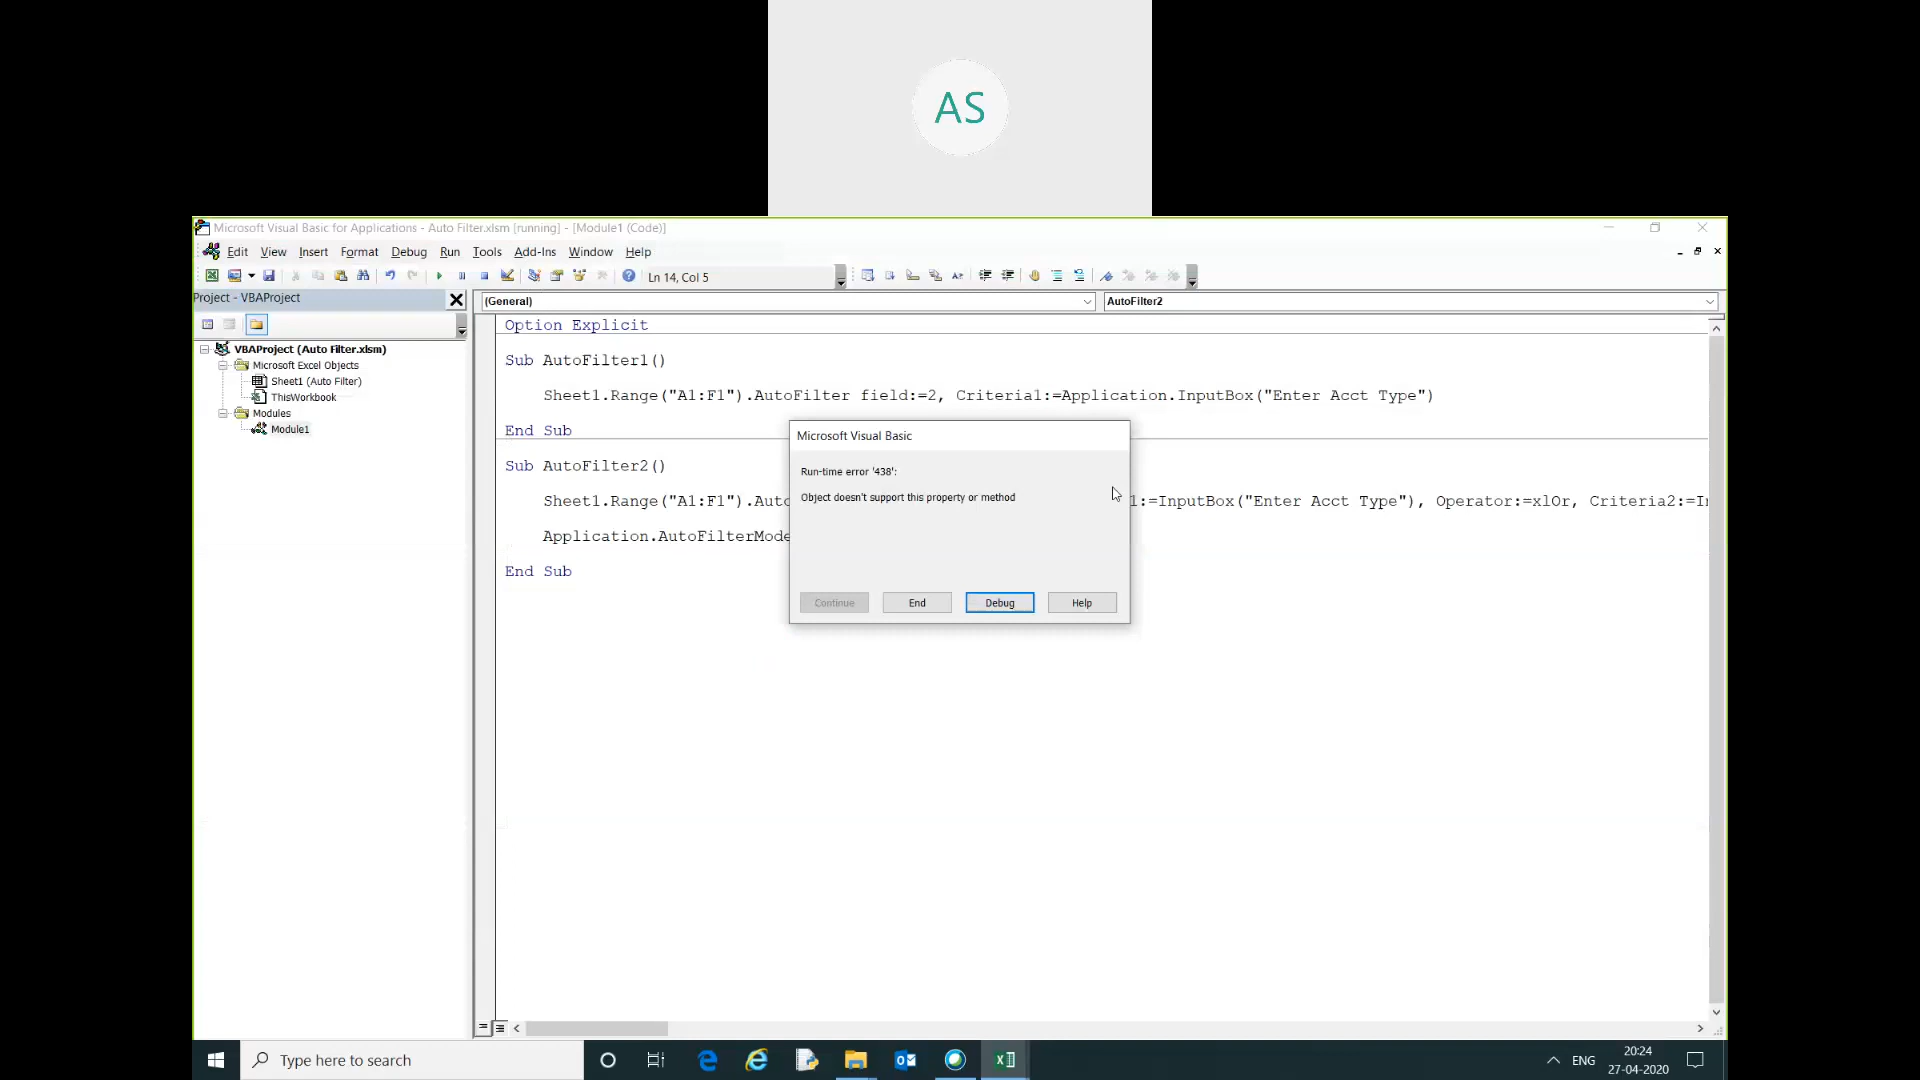 AS
Microsoft Visual Basic for Applications - Auto Filter.xlsm [running] - [Module1 (Code)]
Edit View Insert Format Debug Run Tools Add-Ins Window Help
Ln 14, Col 5
Project - VBAProject
(General)
AutoFilter2
VBAProject (Auto Filter.xlsm)
Microsoft Excel Objects
Sheet1 (Auto Filter)
ThisWorkbook
Modules
Module1
Option Explicit
Sub AutoFilter1()
Sheet1.Range("A1:F1").AutoFilter field:=2, Criteria1:=Application.InputBox("Enter Acct Type")
End Sub
Sub AutoFilter2()
Sheet1.Range("A1:F1").Auto 1:=InputBox("Enter Acct Type"), Operator:=xlOr, Criteria2:=I
Application.AutoFilterMode
End Sub
Microsoft Visual Basic
Run-time error '438':
Object doesn't support this property or method
Continue End Debug Help
Type here to search
ENG
20:24
27-04-2020